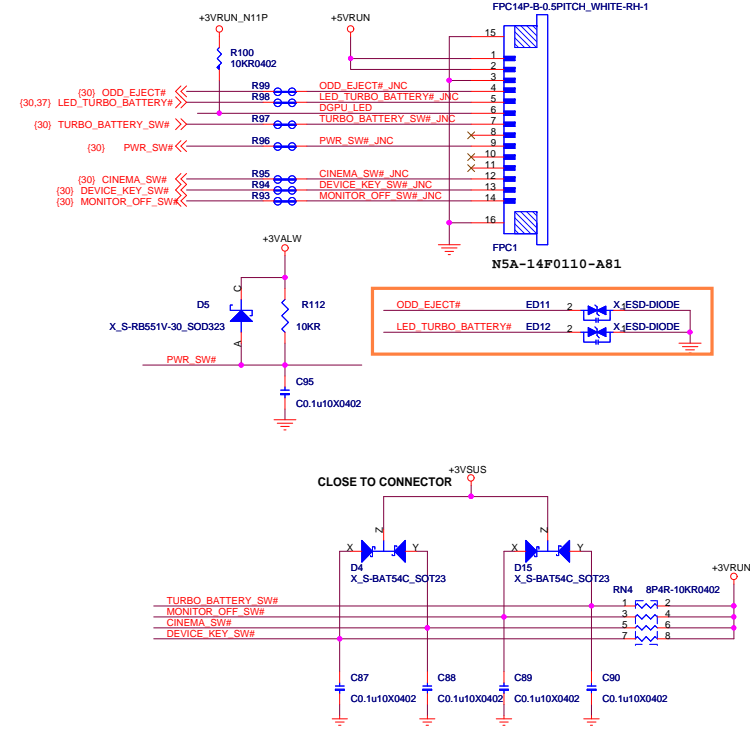 FPC14P-B-0.5PITCH_WHITE-RH-1
+3VRUN_N11P
+5VRUN
15
R100
10KR0402
1
2
3
{30} ODD_EJECT# R99 ODD_EJECT#_JNC 4
{30,37} LED_TURBO_BATTERY# R98 LED_TURBO_BATTERY#_JNC 5
DGPU_LED 6
{30} TURBO_BATTERY_SW# R97 TURBO_BATTERY_SW#_JNC 7
8
{30} PWR_SW# R96 PWR_SW#_JNC 9
10
11
{30} CINEMA_SW# R95 CINEMA_SW#_JNC 12
{30} DEVICE_KEY_SW# R94 DEVICE_KEY_SW#_JNC 13
{30} MONITOR_OFF_SW# R93 MONITOR_OFF_SW#_JNC 14
16
FPC1
N5A-14F0110-A81
+3VALW
C
D5
X_S-RB551V-30_SOD323
A
R112
10KR
PWR_SW#
C95
C0.1u10X0402
ODD_EJECT# ED11 2 1 X_ESD-DIODE
LED_TURBO_BATTERY# ED12 2 1 X_ESD-DIODE
CLOSE TO CONNECTOR
+3VSUS
Z
X Y
D4
X_S-BAT54C_SOT23
Z
X Y
D15
X_S-BAT54C_SOT23
+3VRUN
RN4 8P4R-10KR0402
TURBO_BATTERY_SW# 1 2
MONITOR_OFF_SW# 3 4
CINEMA_SW# 5 6
DEVICE_KEY_SW# 7 8
C87
C0.1u10X0402
C88
C0.1u10X0402
C89
C0.1u10X0402
C90
C0.1u10X0402